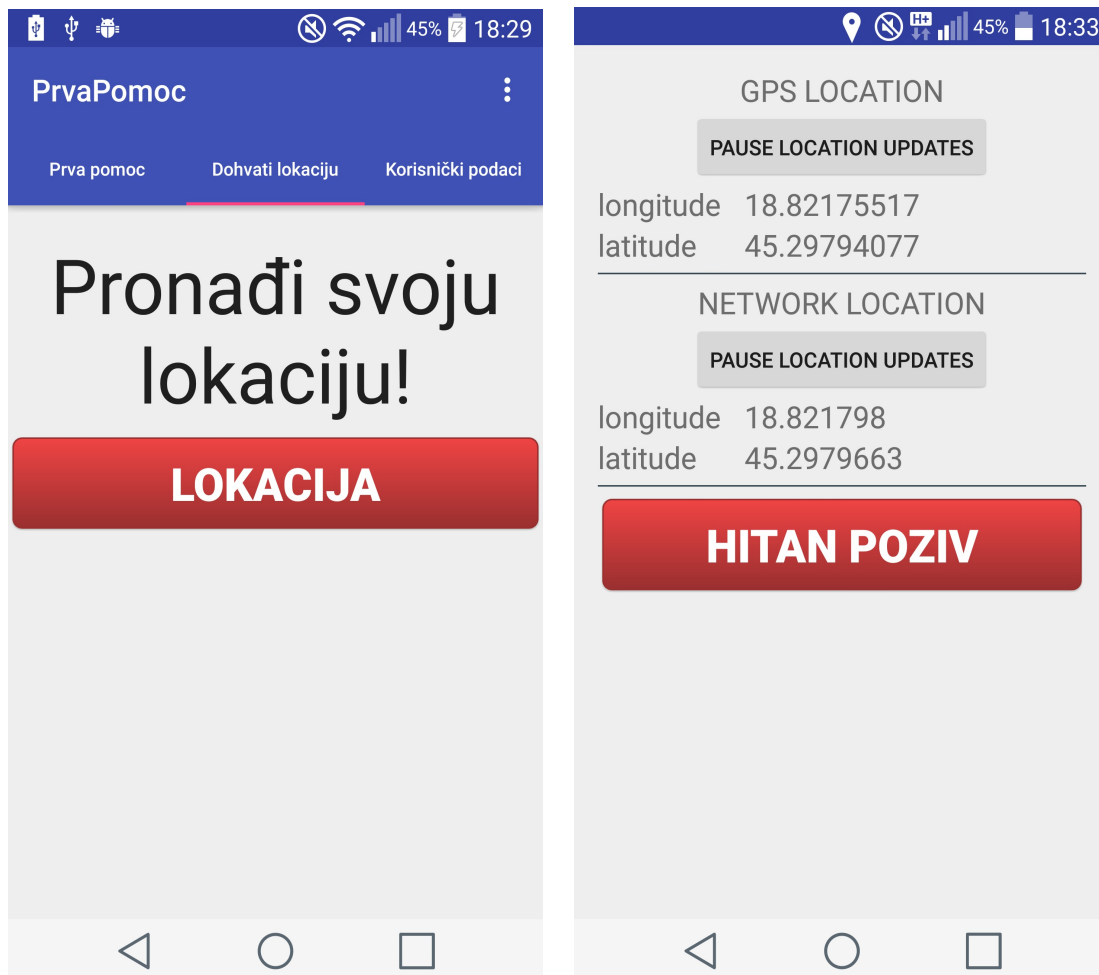 45% 18:29
PrvaPomoc
Prva pomoc Dohvati lokaciju Korisnički podaci
Pronađi svoju
lokaciju!
LOKACIJA
H+ 45% 18:33
GPS LOCATION
PAUSE LOCATION UPDATES
longitude 18.82175517
latitude 45.29794077
NETWORK LOCATION
PAUSE LOCATION UPDATES
longitude 18.821798
latitude 45.2979663
HITAN POZIV